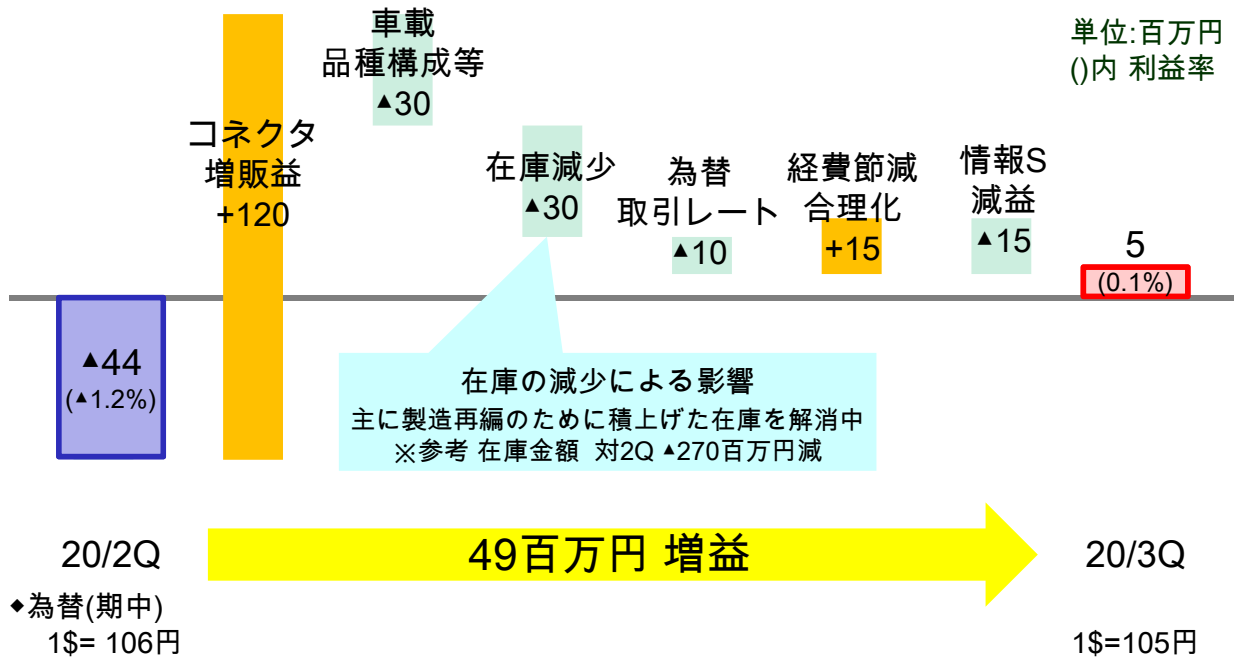 単位:百万円
()内 利益率
コネクタ
増販益
+120
車載
品種構成等
▲30
在庫減少
▲30
為替
取引レート
▲10
経費節減
合理化
+15
情報S
減益
▲15
5
(0.1%)
▲44
(▲1.2%)
在庫の減少による影響
主に製造再編のために積上げた在庫を解消中
※参考 在庫金額 対2Q ▲270百万円減
20/2Q
49百万円 増益
20/3Q
◆為替(期中)
1$= 106円
1$=105円